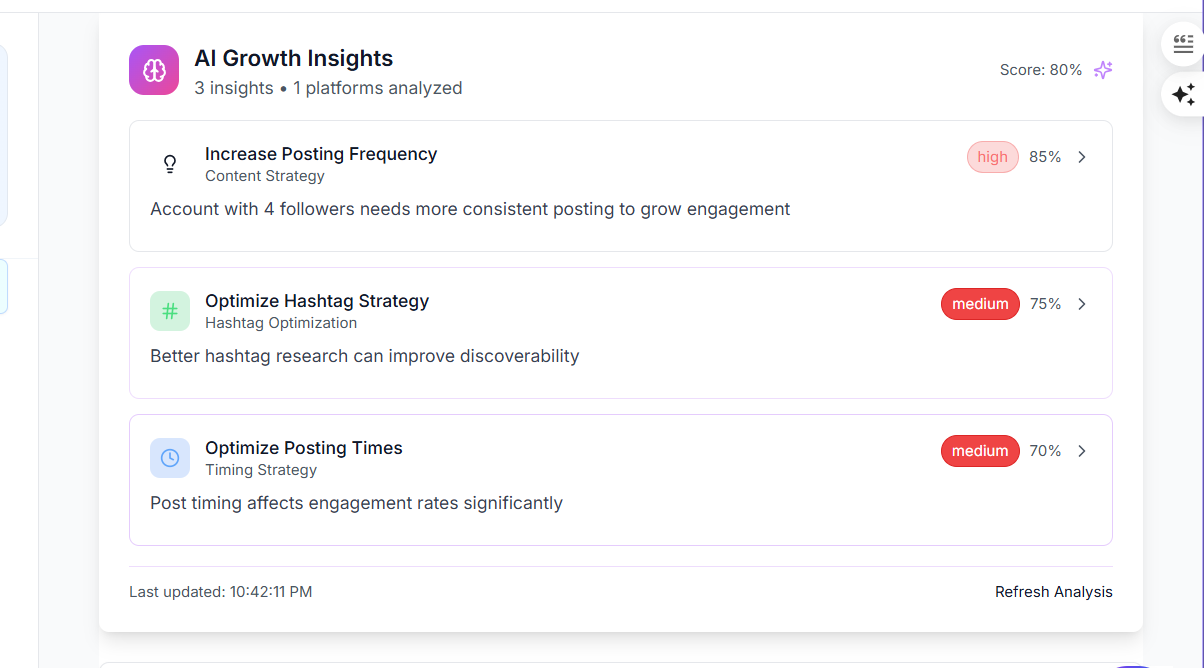 AI Growth Insights
3 insights • 1 platforms analyzed
Score: 80%
Increase Posting Frequency
Content Strategy
high 85%
Account with 4 followers needs more consistent posting to grow engagement
#
Optimize Hashtag Strategy
Hashtag Optimization
medium 75%
Better hashtag research can improve discoverability
Optimize Posting Times
Timing Strategy
medium 70%
Post timing affects engagement rates significantly
Last updated: 10:42:11 PM
Refresh Analysis